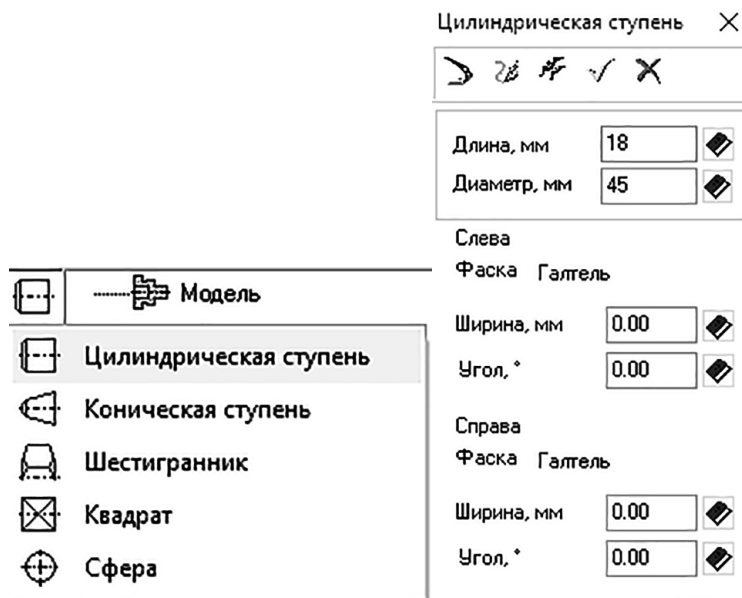 Цилиндрическая ступень
Длина, мм 18
Диаметр, мм 45
Слева
Фаска Галтель
Ширина, мм 0.00
Угол, ° 0.00
Справа
Фаска Галтель
Ширина, мм 0.00
Угол, ° 0.00
Модель
Цилиндрическая ступень
Коническая ступень
Шестигранник
Квадрат
Сфера